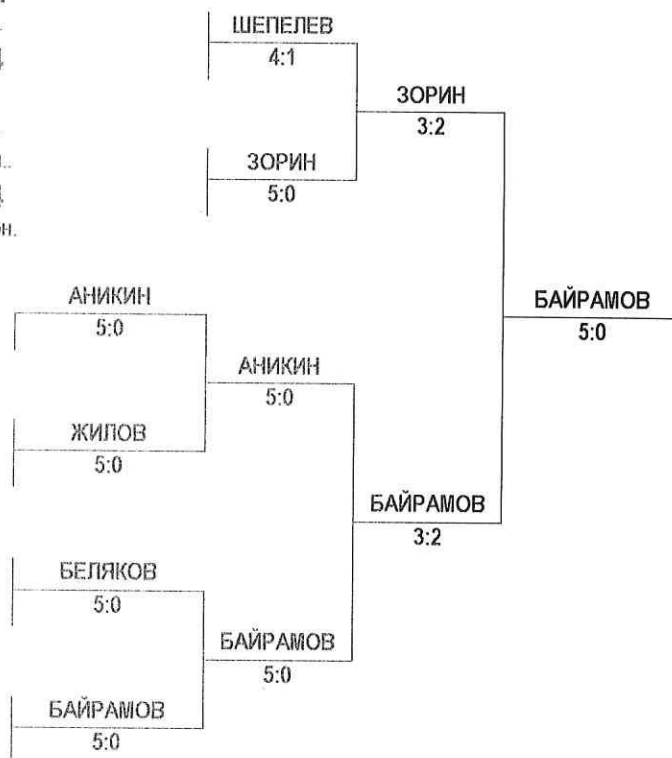 ШЕПЕЛЕВ
4:1
ЗОРИН
3:2
ЗОРИН
5:0
АНИКИН
5:0
БАЙРАМОВ
5:0
АНИКИН
5:0
ЖИЛОВ
5:0
БАЙРАМОВ
3:2
БЕЛЯКОВ
5:0
БАЙРАМОВ
5:0
БАЙРАМОВ
5:0